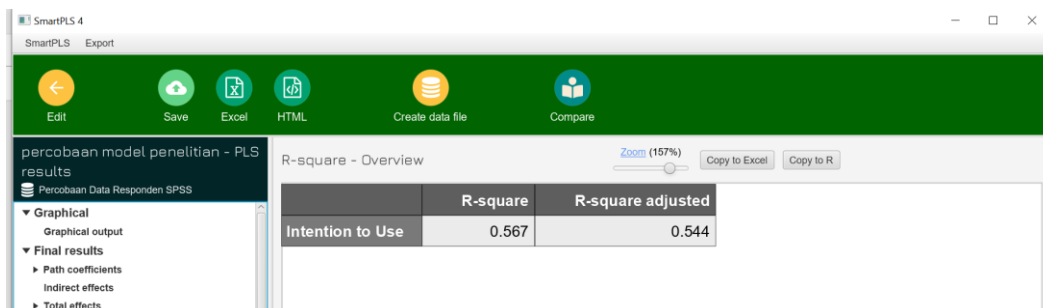 SmartPLS 4
SmartPLS Export
Edit Save Excel HTML Create data file Compare
percobaan model penelitian - PLS
results
Percobaan Data Responden SPSS
R-square - Overview Zoom (157%) Copy to Excel Copy to R
R-square R-square adjusted
Intention to Use 0.567 0.544
Graphical
Graphical output
Final results
Path coefficients
Indirect effects
Total effects